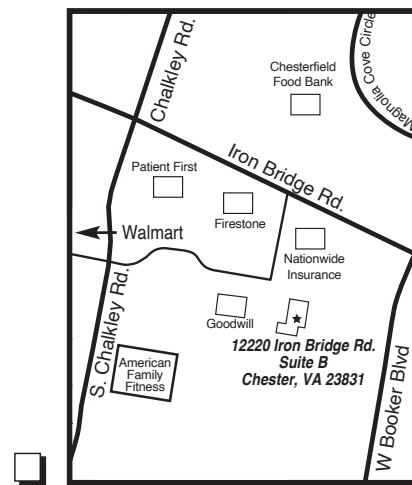 Chalkley Rd.
Chesterfield
Food Bank
Magnolia Cove Circle
Iron Bridge Rd.
Patient First
Firestone
Walmart
Nationwide
Insurance
S. Chalkley Rd.
Goodwill
12220 Iron Bridge Rd.
Suite B
Chester, VA 23831
American
Family
Fitness
W Booker Blvd